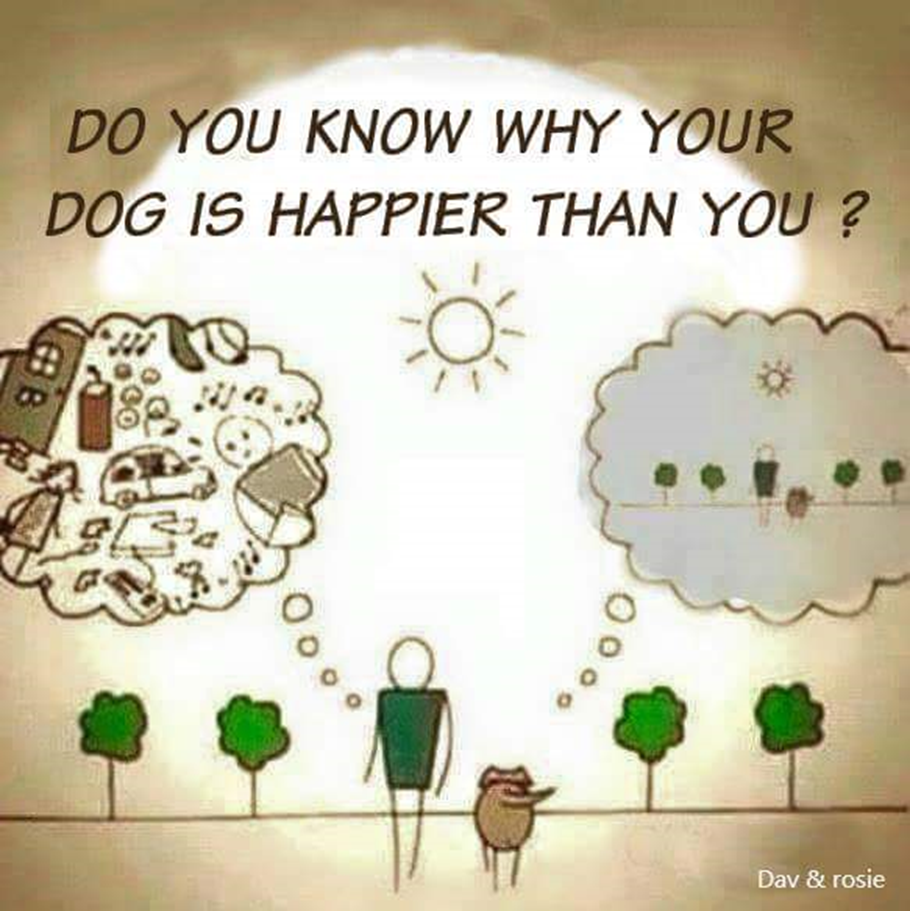 DO YOU KNOW WHY YOUR
DOG IS HAPPIER THAN YOU ?
Dav & rosie